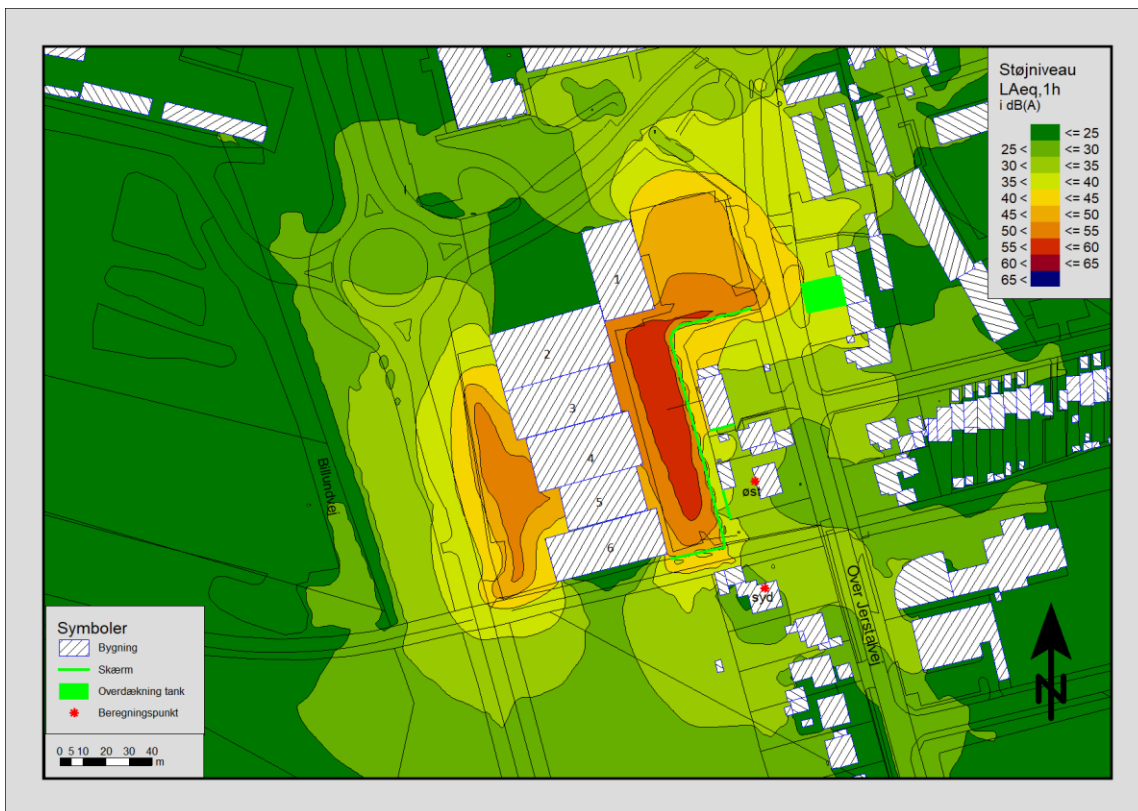 Støjniveau
LAeq,1h
i dB(A)
<= 25
25 < <= 30
30 < <= 35
35 < <= 40
40 < <= 45
45 < <= 50
50 < <= 55
55 < <= 60
60 < <= 65
65 <
1
2
3
4
5
6
øst
syd
Billundvej
Over Jerstalvej
Symboler
Bygning
Skærm
Overdækning tank
Beregningspunkt
0 5 10 20 30 40
m
N